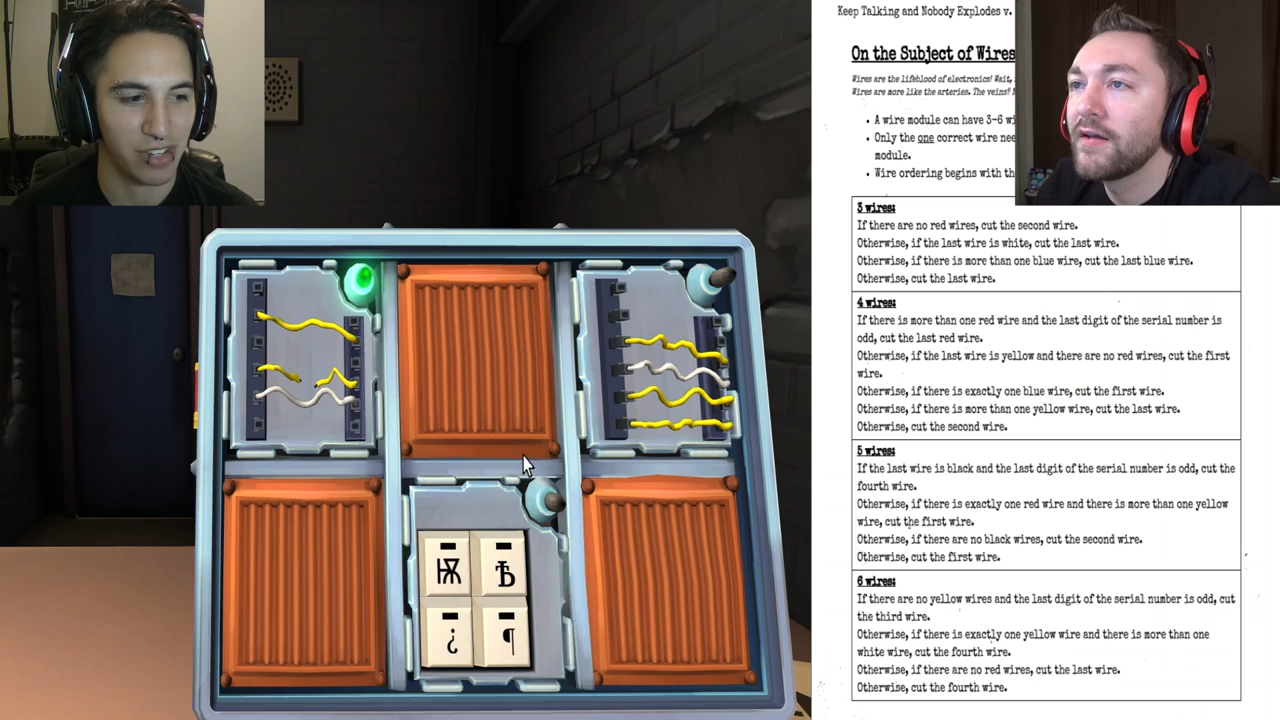 Keep Talking and Nobody Explodes v.
On the Subject of Wires
Wires are the lifeblood of electronics! Wait,
Wires are more like the arteries. The veins?
• A wire module can have 3-6 wi
• Only the one correct wire nee
module.
• Wire ordering begins with th
3 wires:
If there are no red wires, cut the second wire.
Otherwise, if the last wire is white, cut the last wire.
Otherwise, if there is more than one blue wire, cut the last blue wire.
Otherwise, cut the last wire.
4 wires:
If there is more than one red wire and the last digit of the serial number is
odd, cut the last red wire.
Otherwise, if the last wire is yellow and there are no red wires, cut the first
wire.
Otherwise, if there is exactly one blue wire, cut the first wire.
Otherwise, if there is more than one yellow wire, cut the last wire.
Otherwise, cut the second wire.
5 wires:
If the last wire is black and the last digit of the serial number is odd, cut the
fourth wire.
Otherwise, if there is exactly one red wire and there is more than one yellow
wire, cut the first wire.
Otherwise, if there are no black wires, cut the second wire.
Otherwise, cut the first wire.
6 wires:
If there are no yellow wires and the last digit of the serial number is odd, cut
the third wire.
Otherwise, if there is exactly one yellow wire and there is more than one
white wire, cut the fourth wire.
Otherwise, if there are no red wires, cut the last wire.
Otherwise, cut the fourth wire.
Ѭ Ѣ
¿ ¶